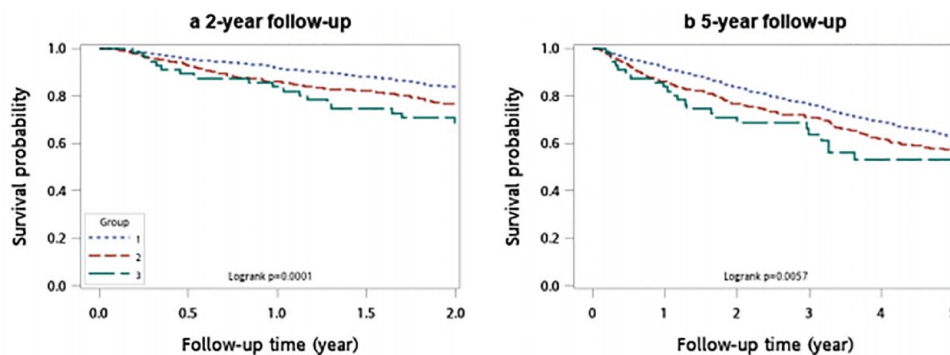 a 2-year follow-up
Survival probability
1.0
0.8
0.6
0.4
0.2
0.0
Group
1
2
3
Logrank p=0.0001
0.0 0.5 1.0 1.5 2.0
Follow-up time (year)
b 5-year follow-up
Survival probability
1.0
0.8
0.6
0.4
0.2
0.0
Logrank p=0.0057
0 1 2 3 4
Follow-up time (year)